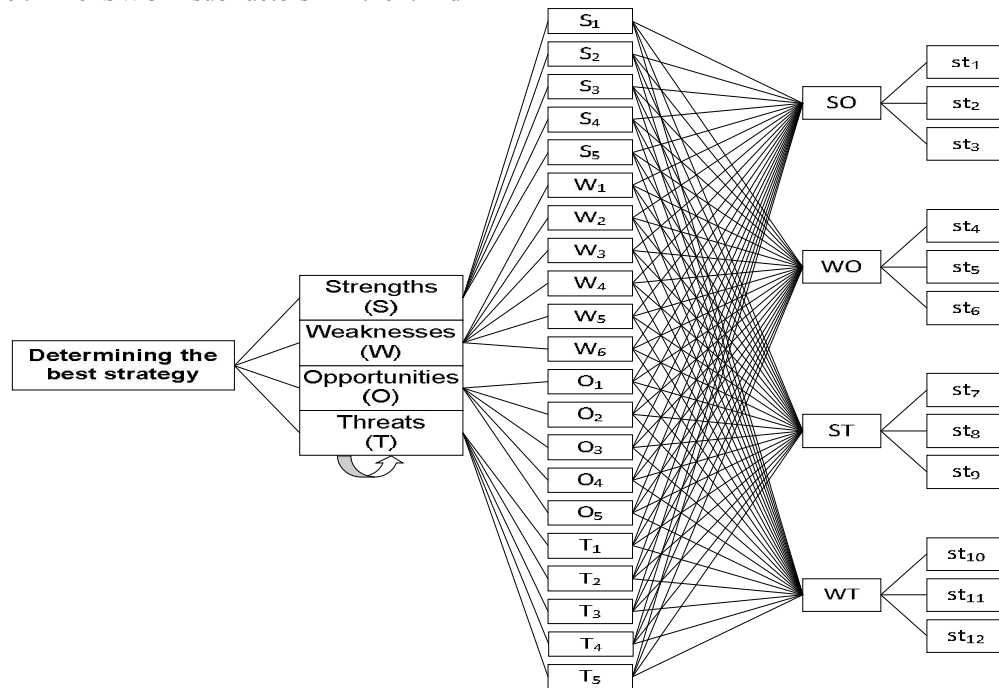 S₁
S₂
S₃
S₄
S₅
W₁
W₂
W₃
W₄
W₅
W₆
O₁
O₂
O₃
O₄
O₅
T₁
T₂
T₃
T₄
T₅
Determining the
best strategy
Strengths
(S)
Weaknesses
(W)
Opportunities
(O)
Threats
(T)
SO
WO
ST
WT
st₁
st₂
st₃
st₄
st₅
st₆
st₇
st₈
st₉
st₁₀
st₁₁
st₁₂